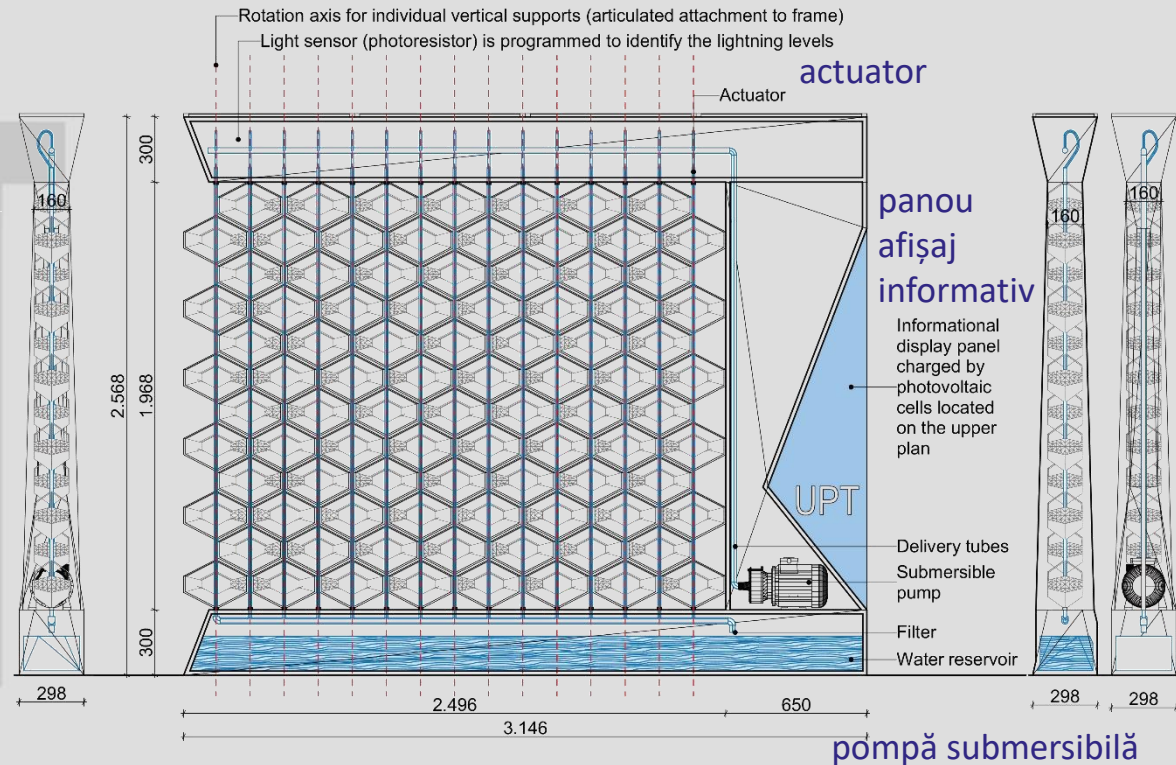 Rotation axis for individual vertical supports (articulated attachment to frame)
Light sensor (photoresistor) is programmed to identify the lightning levels
actuator
Actuator
300
160
2.568
1.968
300
298
panou
afișaj
informativ
Informational
display panel
charged by
photovoltaic
cells located
on the upper
plan
UPT
Delivery tubes
Submersible
pump
Filter
Water reservoir
160
160
298
298
2.496
650
3.146
pompă submersibilă